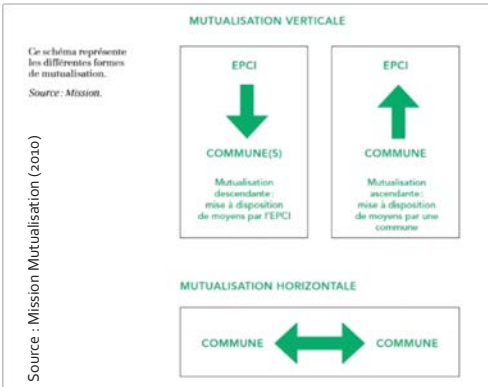 MUTUALISATION VERTICALE
Ce schéma représente
les différentes formes
de mutualisation.
Source : Mission.
Source : Mission Mutualisation (2010)
EPCI
COMMUNE(S)
Mutualisation
descendante :
mise à disposition
de moyens par l'EPCI
EPCI
COMMUNE
Mutualisation
ascendante :
mise à disposition
de moyens par une
commune
MUTUALISATION HORIZONTALE
COMMUNE
COMMUNE